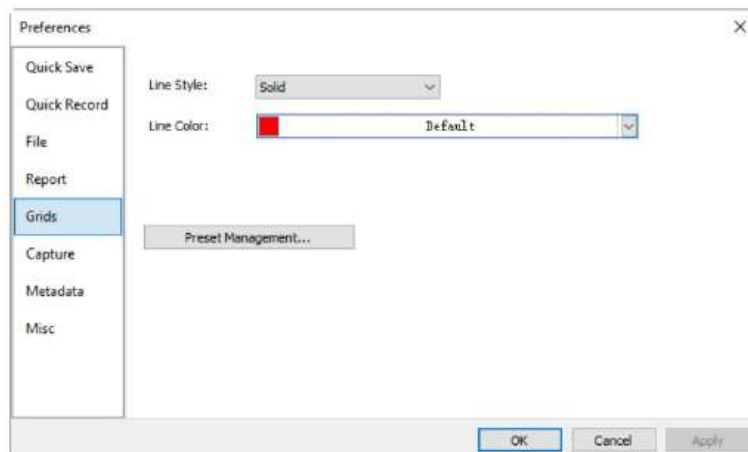 Preferences
Quick Save
Quick Record
File
Report
Grids
Capture
Metadata
Misc
Line Style:
Solid
Line Color:
Default
Preset Management...
OK
Cancel
Apply